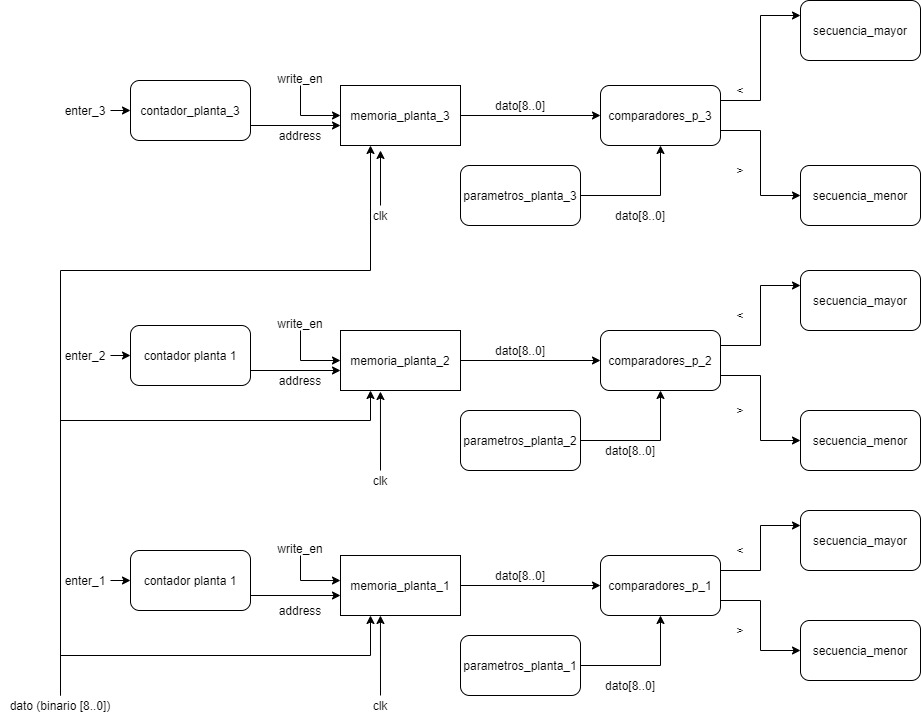 secuencia_mayor
<
write_en
enter_3
contador_planta_3
memoria_planta_3
dato[8..0]
comparadores_p_3
address
>
parametros_planta_3
secuencia_menor
clk
dato[8..0]
secuencia_mayor
<
write_en
enter_2
contador planta 1
memoria_planta_2
dato[8..0]
comparadores_p_2
address
>
parametros_planta_2
secuencia_menor
dato[8..0]
clk
secuencia_mayor
<
write_en
enter_1
contador planta 1
memoria_planta_1
dato[8..0]
comparadores_p_1
address
>
parametros_planta_1
secuencia_menor
dato[8..0]
dato (binario [8..0])
clk